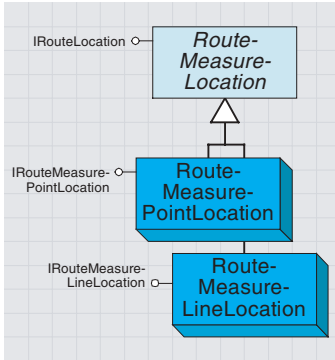 IRouteLocation
Route-
Measure-
Location
IRouteMeasure-
PointLocation
Route-
Measure-
PointLocation
IRouteMeasure-
LineLocation
Route-
Measure-
LineLocation